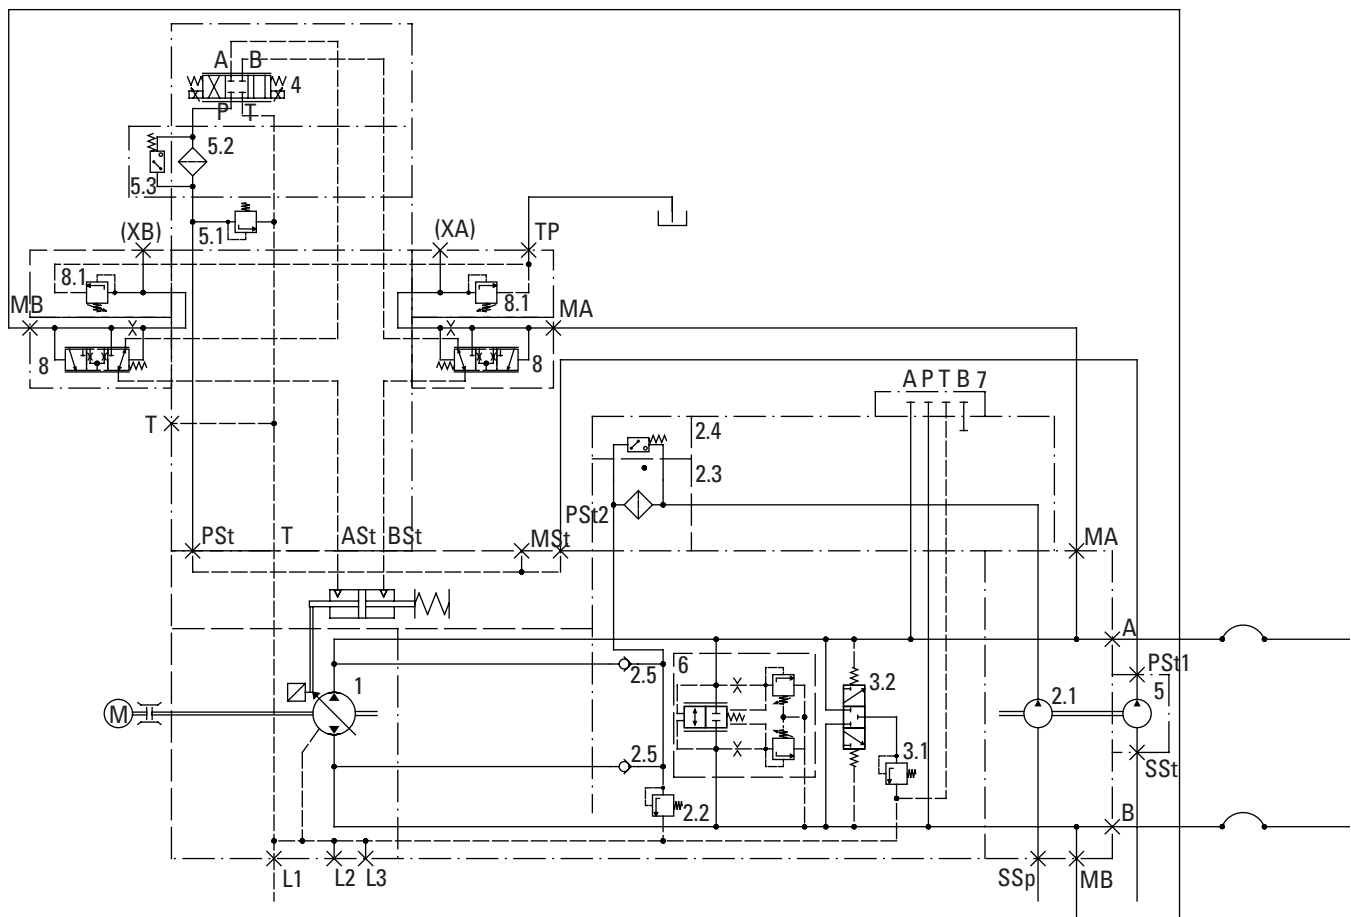 A B
4
P T
5.2
5.3
5.1
(XB) (XA) TP
8.1 8.1
MB MA
8 8
A P T B 7
T
2.4
2.3
PSt2
PSt T ASt BSt MSt MA
A
PSt1
1 2.5 6 3.2 2.1 5
M
2.5 3.1 SSt
2.2 B
L1 L2 L3 SSp MB